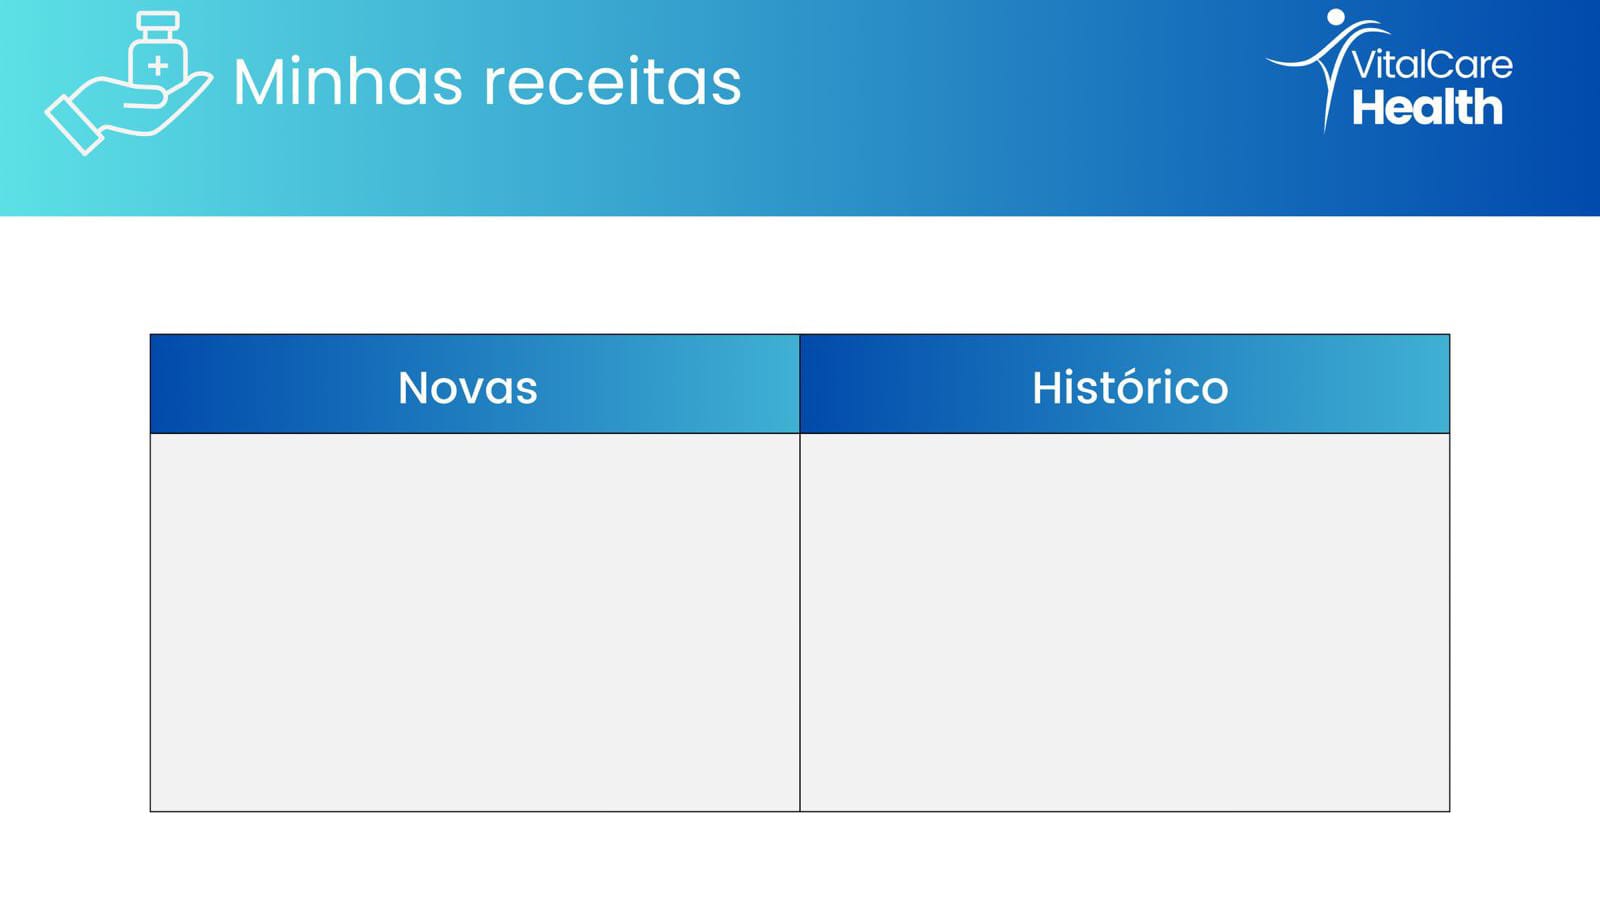 Minhas receitas
VitalCare
Health
Novas
Histórico